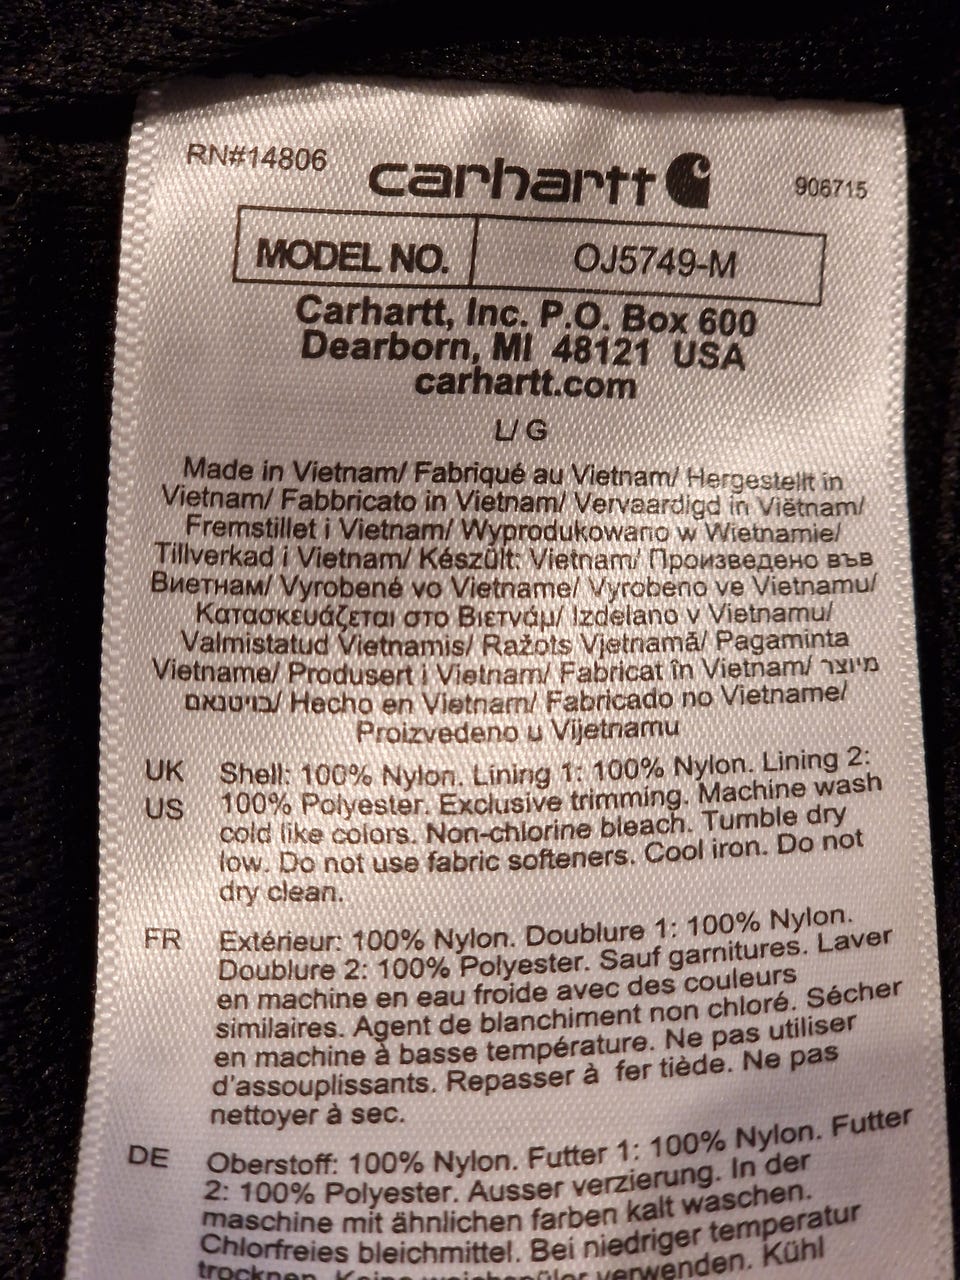 RN#14806
carhartt
906715
MODEL NO. OJ5749-M
Carhartt, Inc. P.O. Box 600
Dearborn, MI 48121 USA
carhartt.com
L/ G
Made in Vietnam/ Fabriqué au Vietnam/ Hergestellt in
Vietnam/ Fabbricato in Vietnam/ Vervaardigd in Viëtnam/
Fremstillet i Vietnam/ Wyprodukowano w Wietnamie/
Tillverkad i Vietnam/ Készült: Vietnam/ Произведено във
Виетнам/ Vyrobené vo Vietname/ Vyrobeno ve Vietnamu/
Κατασκευάζεται στο Βιετνάμ/ Izdelano v Vietnamu/
Valmistatud Vietnamis/ Ražots Vjetnamā/ Pagaminta
Vietname/ Produsert i Vietnam/ Fabricat în Vietnam/ מיוצר
בויטנאם/ Hecho en Vietnam/ Fabricado no Vietname/
Proizvedeno u Vijetnamu
UK US Shell: 100% Nylon. Lining 1: 100% Nylon. Lining 2:
100% Polyester. Exclusive trimming. Machine wash
cold like colors. Non-chlorine bleach. Tumble dry
low. Do not use fabric softeners. Cool iron. Do not
dry clean.
FR Extérieur: 100% Nylon. Doublure 1: 100% Nylon.
Doublure 2: 100% Polyester. Sauf garnitures. Laver
en machine en eau froide avec des couleurs
similaires. Agent de blanchiment non chloré. Sécher
en machine à basse température. Ne pas utiliser
d'assouplissants. Repasser à fer tiède. Ne pas
nettoyer à sec.
DE Oberstoff: 100% Nylon. Futter 1: 100% Nylon. Futter
2: 100% Polyester. Ausser verzierung. In der
maschine mit ähnlichen farben kalt waschen.
Chlorfreies bleichmittel. Bei niedriger temperatur
trocknen. Keine weichspüler verwenden. Kühl